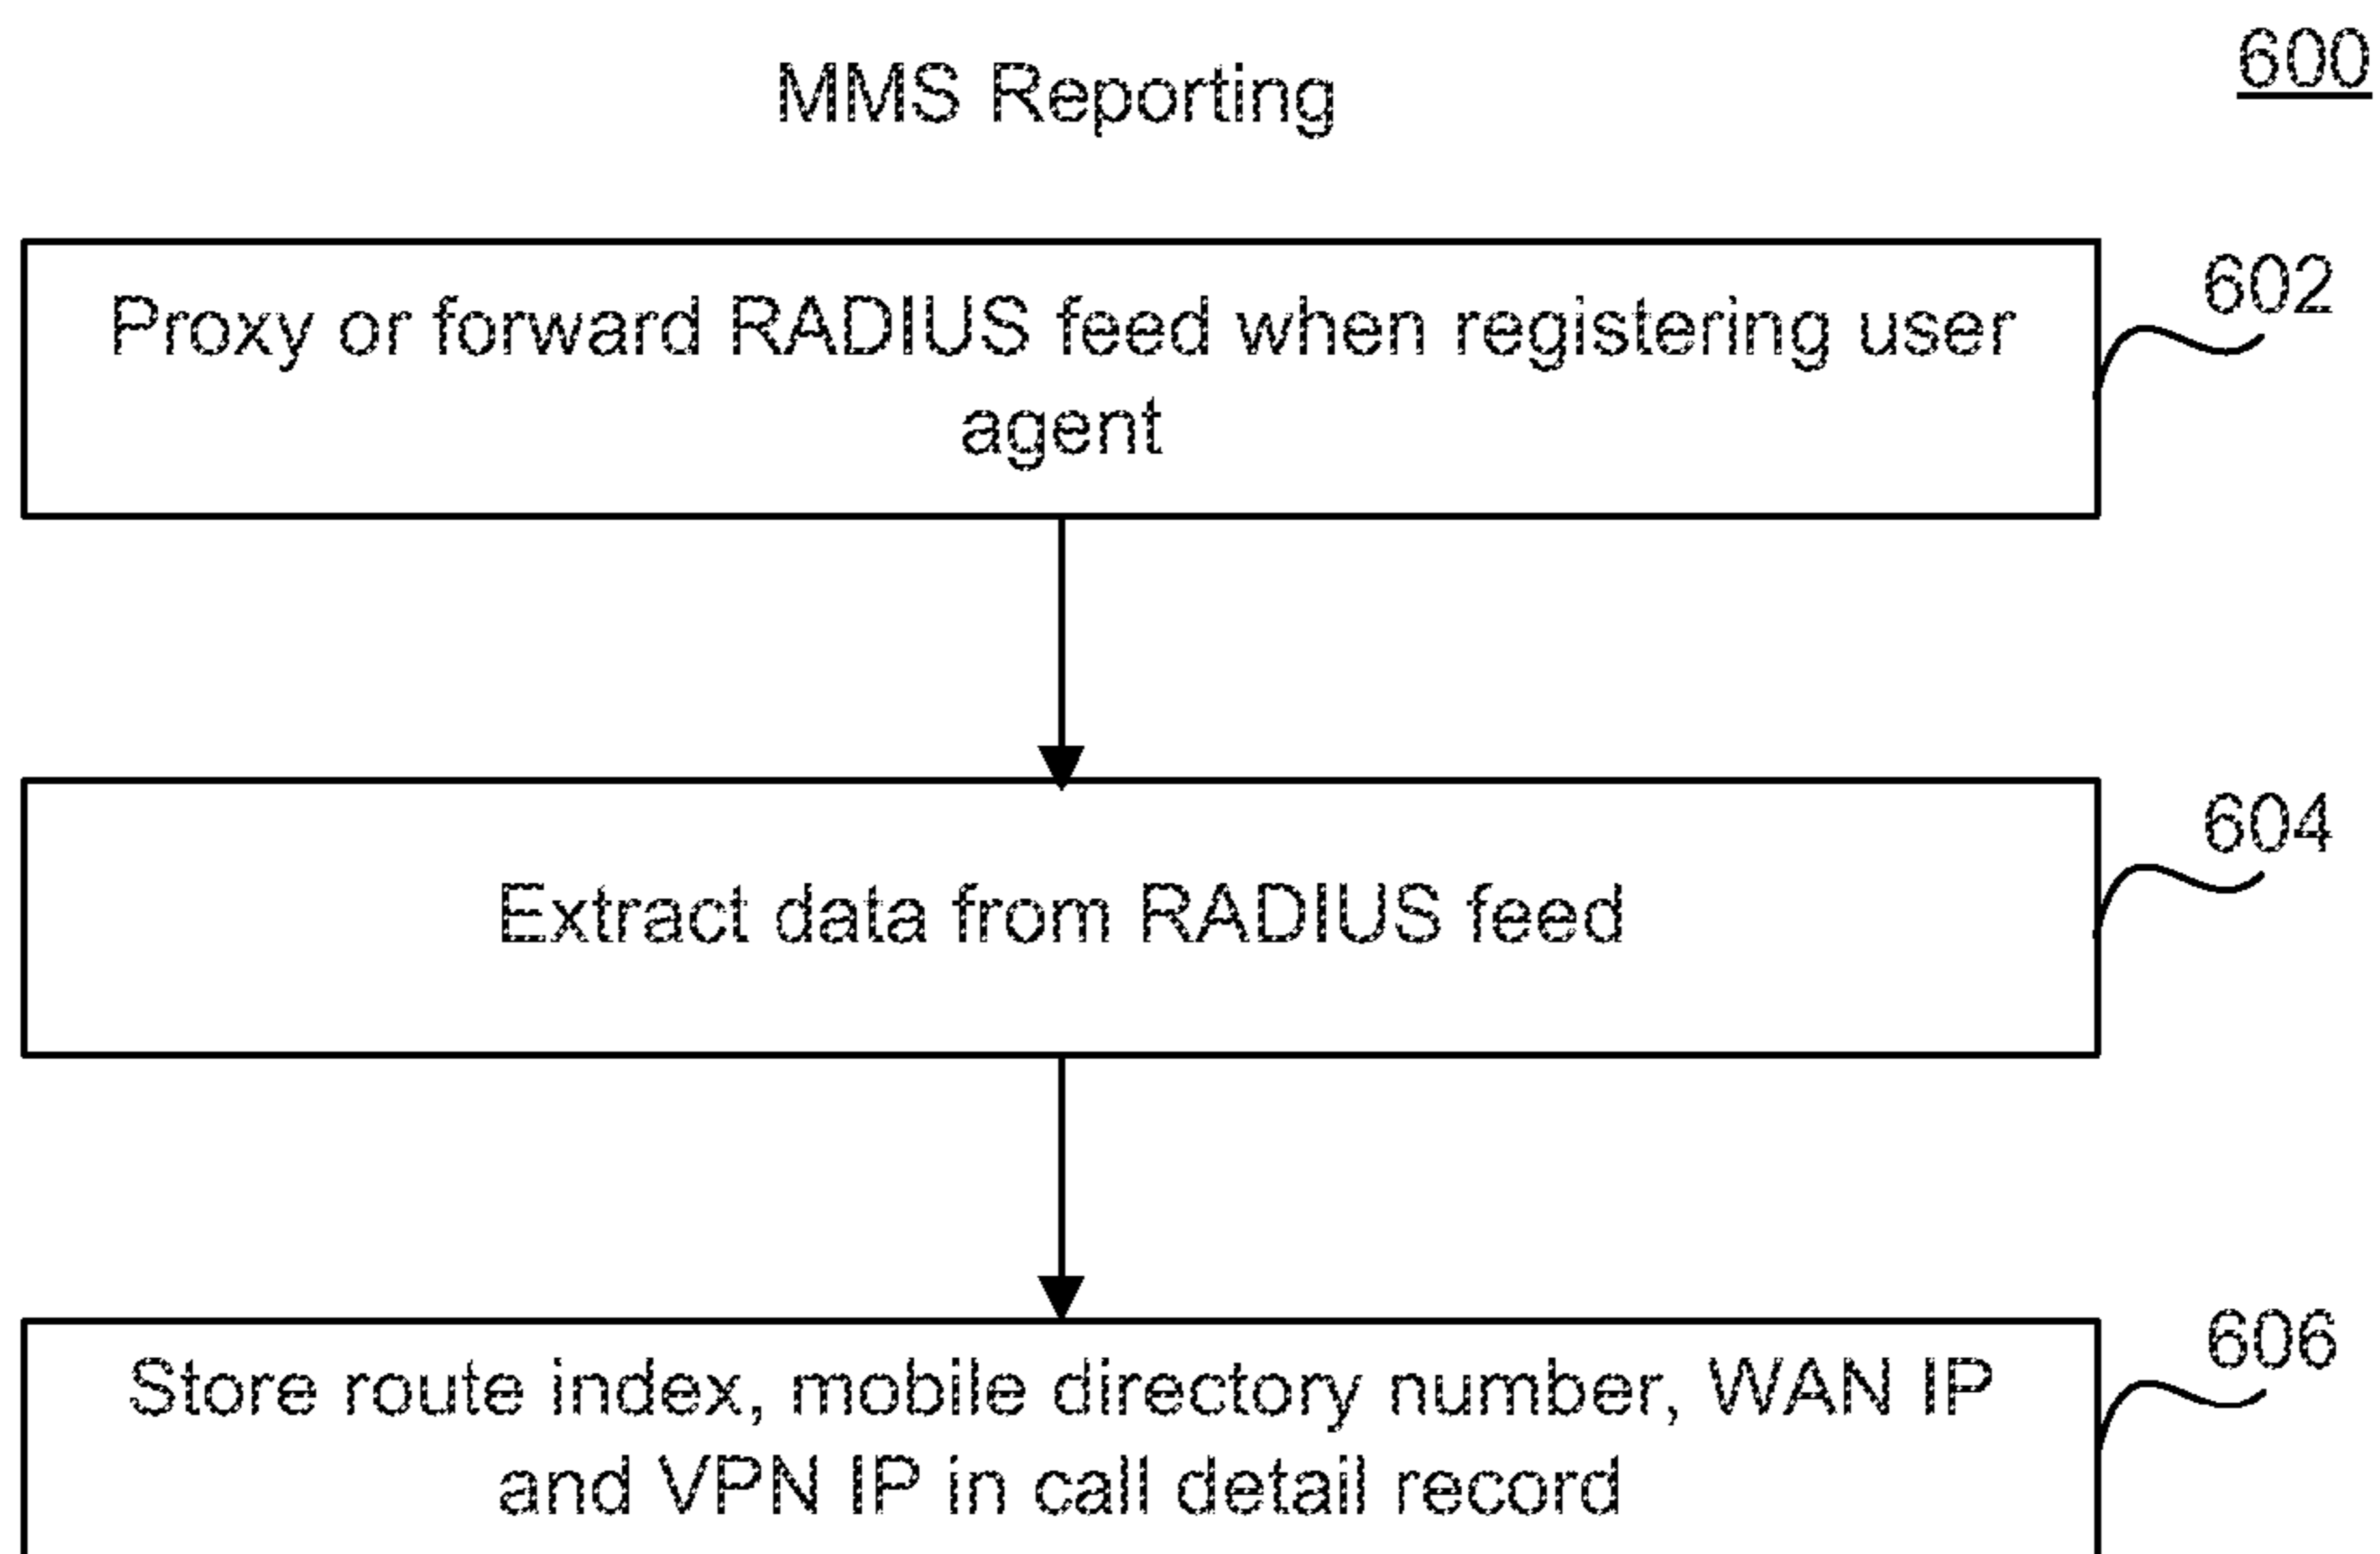 600
MMS Reporting
602
Proxy or forward RADIUS feed when registering user
agent
604
Extract data from RADIUS feed
606
Store route index, mobile directory number, WAN IP
and VPN IP in call detail record